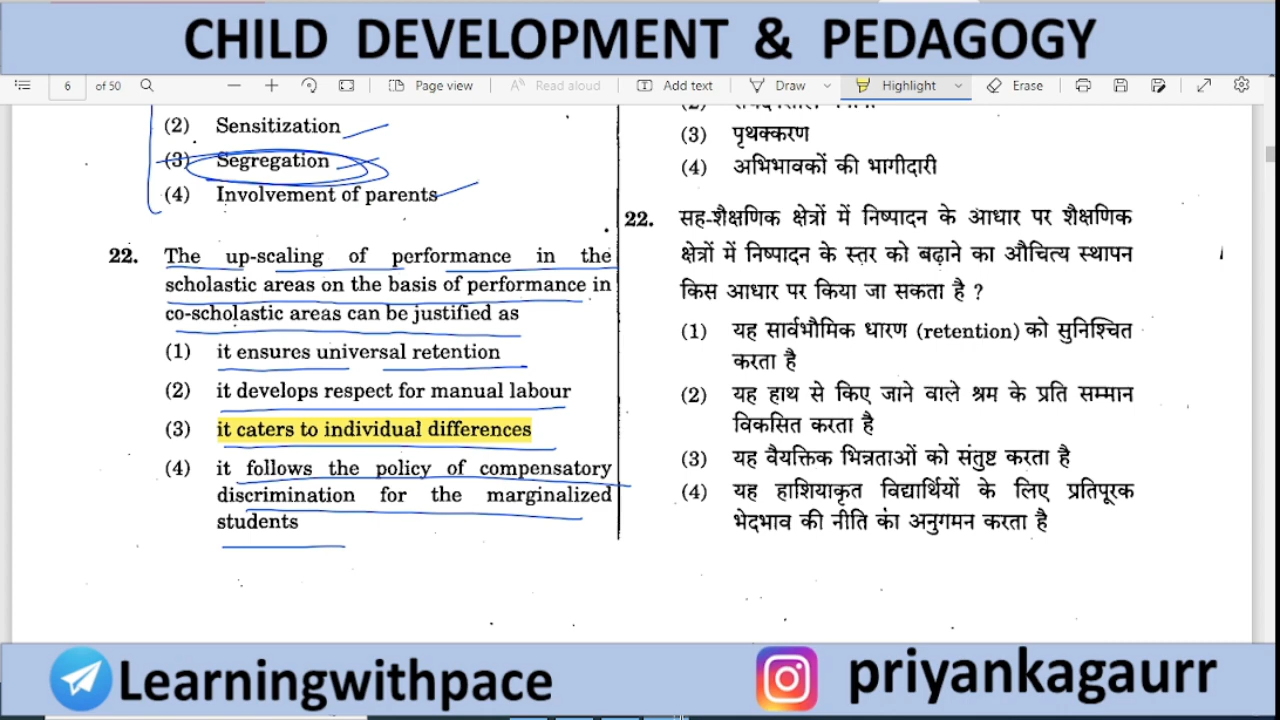 CHILD DEVELOPMENT & PEDAGOGY
6 of 50 Page view Read aloud Add text Draw Highlight Erase
(2) Sensitization
(3) Segregation
(4) Involvement of parents
22. The up-scaling of performance in the
scholastic areas on the basis of performance in
co-scholastic areas can be justified as
(1) it ensures universal retention
(2) it develops respect for manual labour
(3) it caters to individual differences
(4) it follows the policy of compensatory
discrimination for the marginalized
students
(3) पृथक्करण
(4) अभिभावकों की भागीदारी
22. सह-शैक्षणिक क्षेत्रों में निष्पादन के आधार पर शैक्षणिक
क्षेत्रों में निष्पादन के स्तर को बढ़ाने का औचित्य स्थापन
किस आधार पर किया जा सकता है ?
(1) यह सार्वभौमिक धारण (retention) को सुनिश्चित
करता है
(2) यह हाथ से किए जाने वाले श्रम के प्रति सम्मान
विकसित करता है
(3) यह वैयक्तिक भिन्नताओं को संतुष्ट करता है
(4) यह हाशियाकृत विद्यार्थियों के लिए प्रतिपूरक
भेदभाव की नीति का अनुगमन करता है
Learningwithpace
priyankagaurr